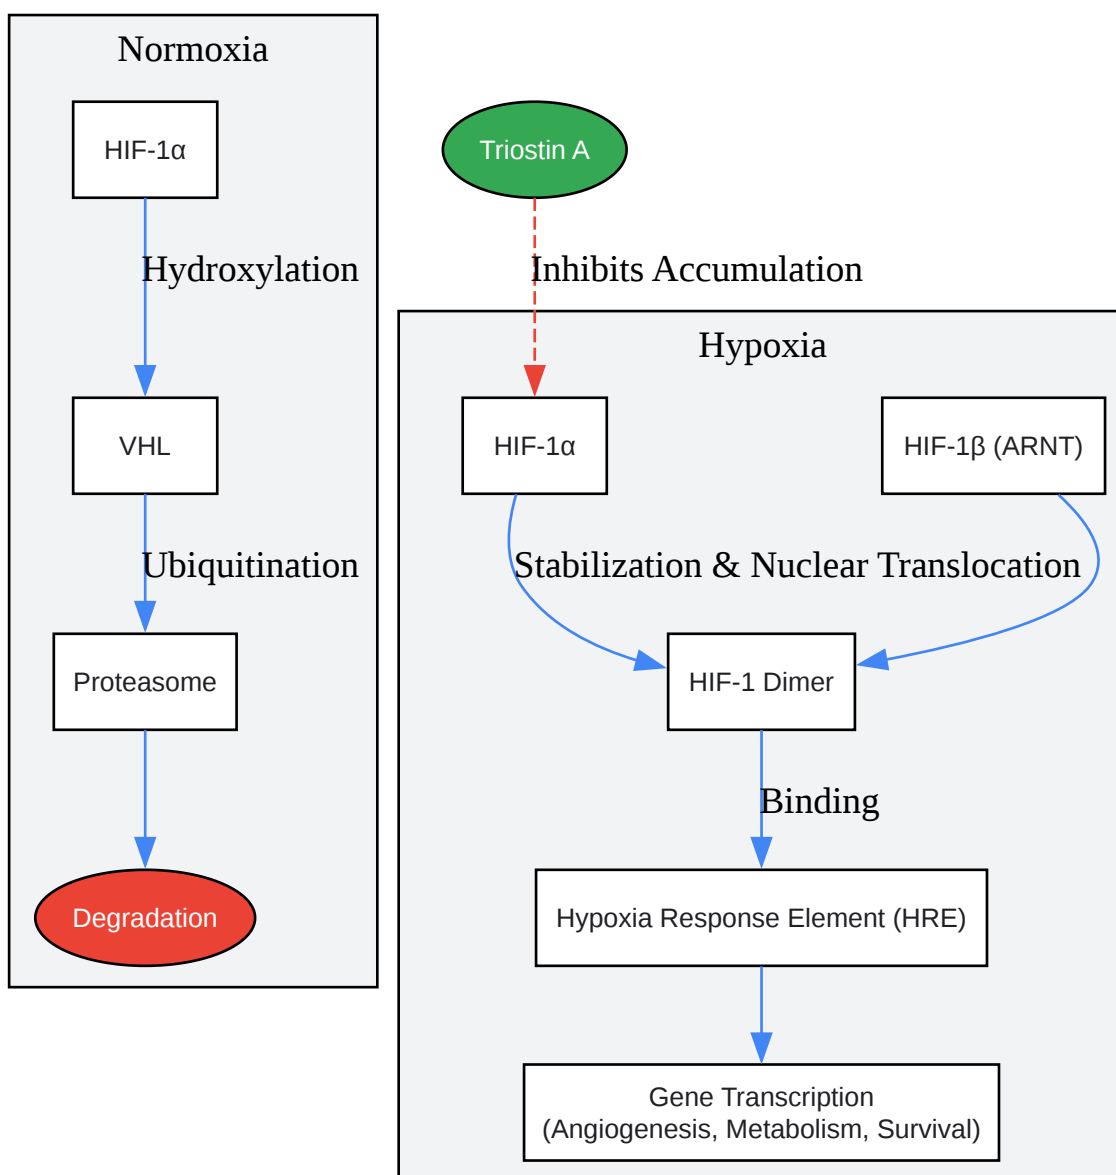 Normoxia
HIF-1α
Hydroxylation
VHL
Ubiquitination
Proteasome
Degradation
Triostin A
Inhibits Accumulation
Hypoxia
HIF-1α
HIF-1β (ARNT)
Stabilization & Nuclear Translocation
HIF-1 Dimer
Binding
Hypoxia Response Element (HRE)
Gene Transcription
(Angiogenesis, Metabolism, Survival)